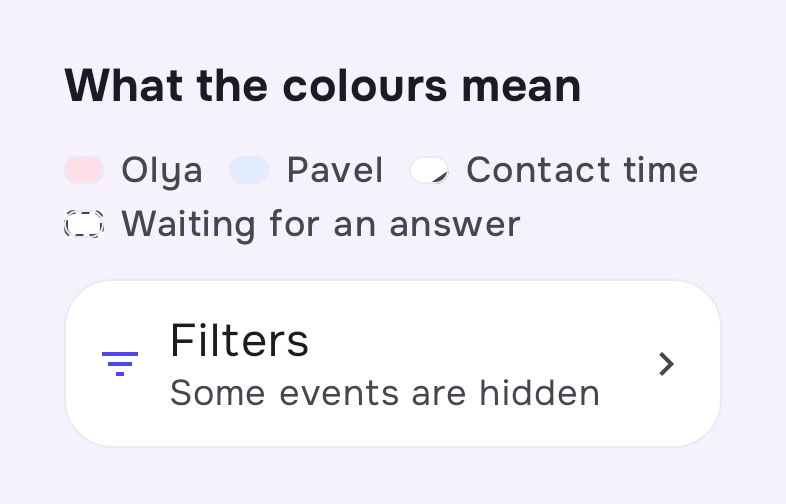 What the colours mean
Olya Pavel Contact time
Waiting for an answer
Filters
Some events are hidden